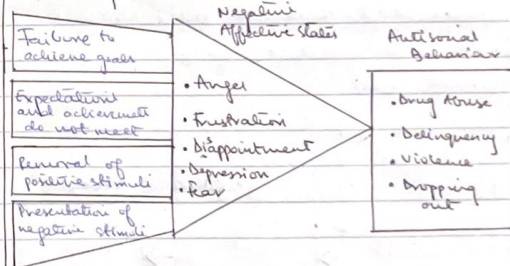 Failure to
achieve goals
Expectations
and achievements
do not meet
Removal of
positive stimuli
Presentation of
negative stimuli
Negative
Affective States
• Anger
• Frustration
• Disappointment
• Depression
• Fear
Antisocial
Behavior
• Drug Abuse
• Delinquency
• Violence
• Dropping
out